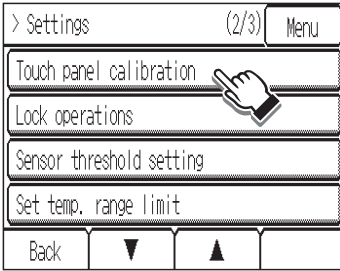 > Settings (2/3) Menu
Touch panel calibration
Lock operations
Sensor threshold setting
Set temp. range limit
Back ▼ ▲